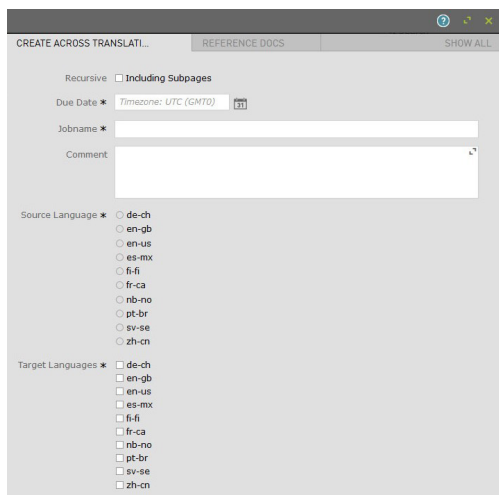 CREATE ACROSS TRANSLATI... REFERENCE DOCS SHOW ALL
Recursive Including Subpages
Due Date * Timezone: UTC (GMT0) 31
Jobname *
Comment
Source Language * de-ch
en-gb
en-us
es-mx
fi-fi
fr-ca
nb-no
pt-br
sv-se
zh-cn
Target Languages * de-ch
en-gb
en-us
es-mx
fi-fi
fr-ca
nb-no
pt-br
sv-se
zh-cn